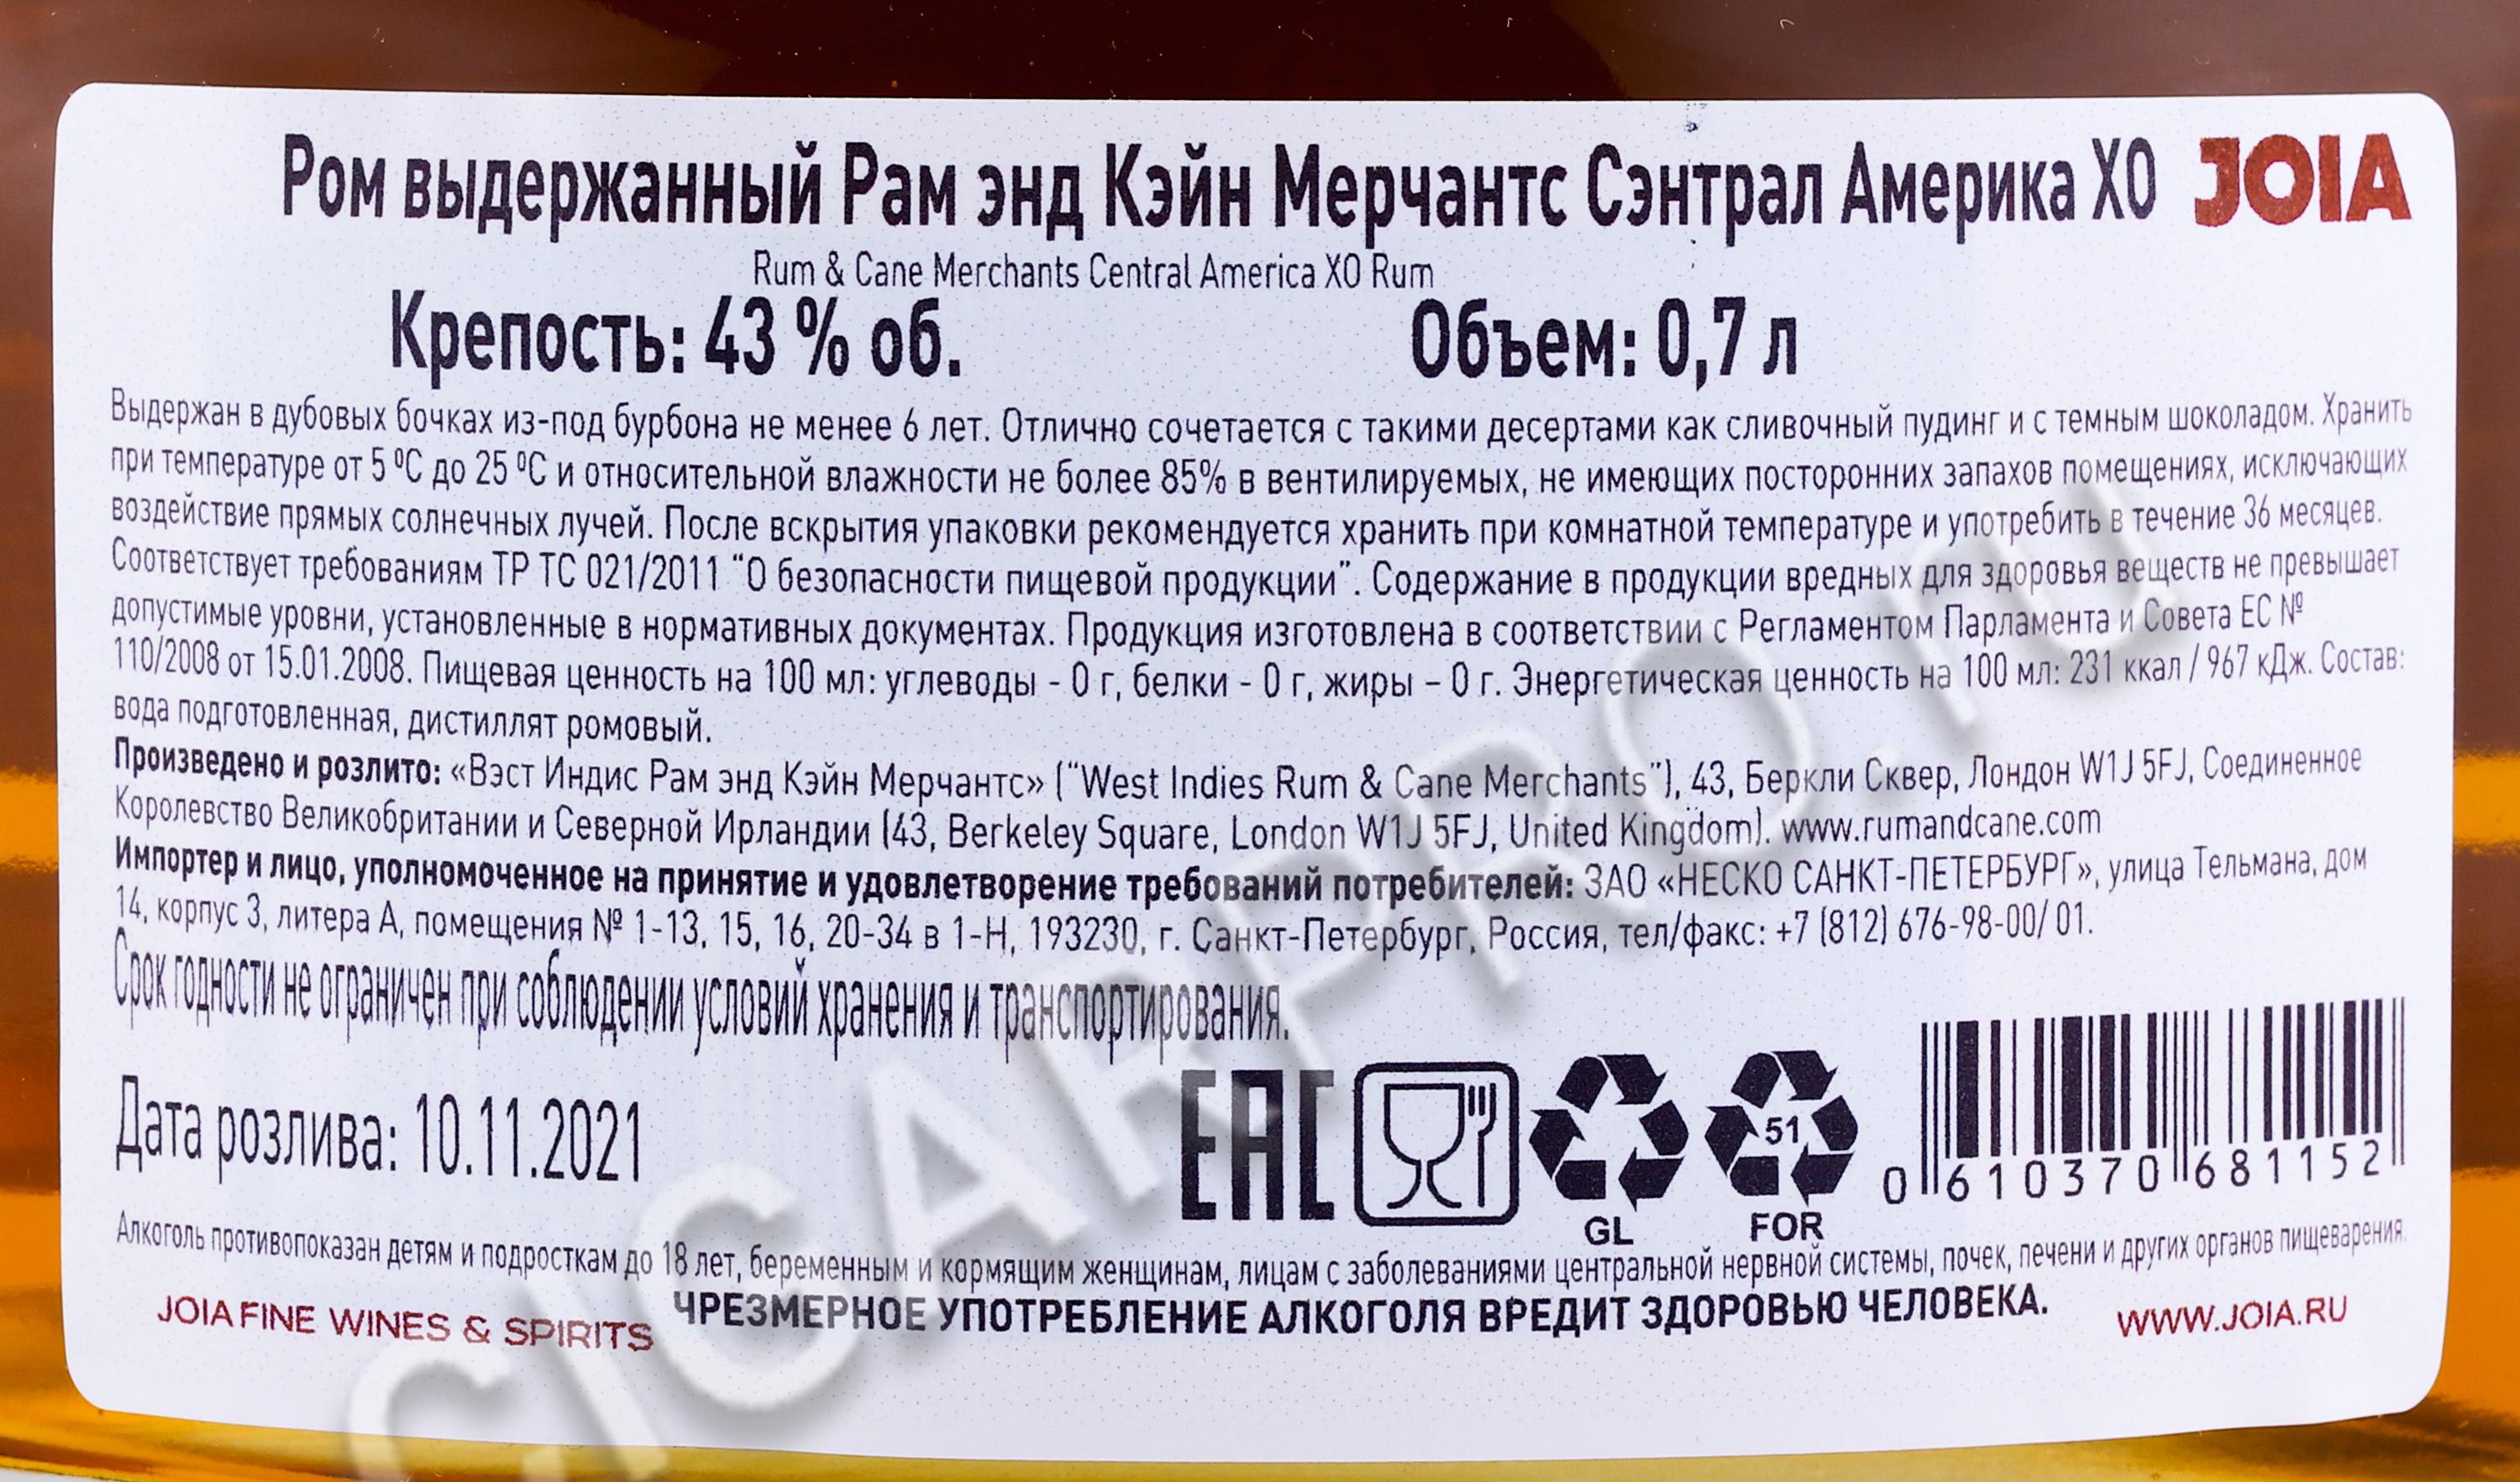 Ром выдержанный Рам энд Кэйн Мерчантс Сэнтрал Америка XO JOIA
Rum & Cane Merchants Central America XO Rum
Крепость: 43 % об. Объем: 0,7 л
Выдержан в дубовых бочках из-под бурбона не менее 6 лет. Отлично сочетается с такими десертами как сливочный пудинг и с темным шоколадом. Хранить
при температуре от 5 ºC до 25 ºC и относительной влажности не более 85% в вентилируемых, не имеющих посторонних запахов помещениях, исключающих
воздействие прямых солнечных лучей. После вскрытия упаковки рекомендуется хранить при комнатной температуре и употребить в течение 36 месяцев.
Соответствует требованиям ТР ТС 021/2011 "О безопасности пищевой продукции". Содержание в продукции вредных для здоровья веществ не превышает
допустимые уровни, установленные в нормативных документах. Продукция изготовлена в соответствии с Регламентом Парламента и Совета ЕС №
110/2008 от 15.01.2008. Пищевая ценность на 100 мл: углеводы - 0 г, белки - 0 г, жиры – 0 г. Энергетическая ценность на 100 мл: 231 ккал / 967 кДж. Состав:
вода подготовленная, дистиллят ромовый.
Произведено и розлито: «Вэст Индис Рам энд Кэйн Мерчантс» ("West Indies Rum & Cane Merchants"), 43, Беркли Сквер, Лондон W1J 5FJ, Соединенное
Королевство Великобритании и Северной Ирландии (43, Berkeley Square, London W1J 5FJ, United Kingdom). www.rumandcane.com
Импортер и лицо, уполномоченное на принятие и удовлетворение требований потребителей: ЗАО «НЕСКО САНКТ-ПЕТЕРБУРГ», улица Тельмана, дом
14, корпус 3, литера А, помещения № 1-13, 15, 16, 20-34 в 1-Н, 193230, г. Санкт-Петербург, Россия, тел/факс: +7 (812) 676-98-00/ 01.
Срок годности не ограничен при соблюдении условий хранения и транспортирования.
Дата розлива: 10.11.2021
EAC
51
GL FOR
0 610370 681152
Алкоголь противопоказан детям и подросткам до 18 лет, беременным и кормящим женщинам, лицам с заболеваниями центральной нервной системы, почек, печени и других органов пищеварения.
JOIA FINE WINES & SPIRITS ЧРЕЗМЕРНОЕ УПОТРЕБЛЕНИЕ АЛКОГОЛЯ ВРЕДИТ ЗДОРОВЬЮ ЧЕЛОВЕКА. WWW.JOIA.RU
CIGARPRO.ru